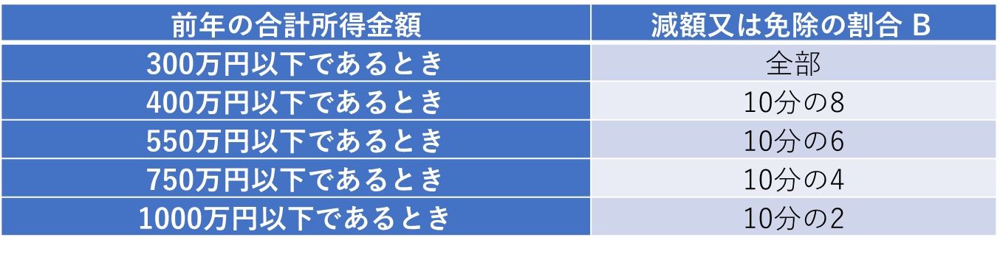 前年の合計所得金額 減額又は免除の割合 B
300万円以下であるとき 全部
400万円以下であるとき 10分の8
550万円以下であるとき 10分の6
750万円以下であるとき 10分の4
1000万円以下であるとき 10分の2